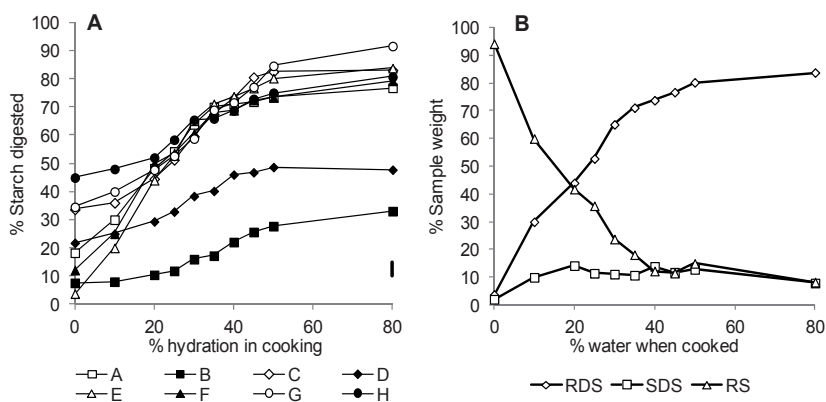 A
% Starch digested
100
90
80
70
60
50
40
30
20
10
0
0 20 40 60 80
% hydration in cooking
A B C D
E F G H
B
% Sample weight
100
90
80
70
60
50
40
30
20
10
0
0 20 40 60 80
% water when cooked
RDS SDS RS